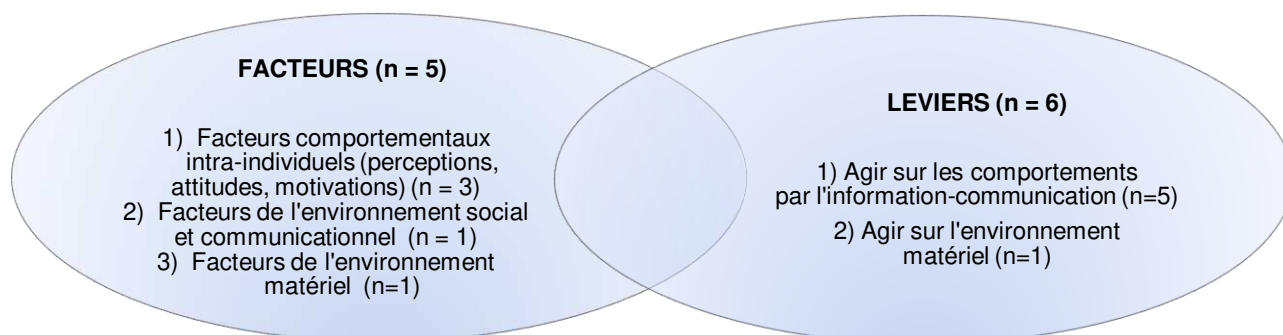 FACTEURS (n = 5)
1) Facteurs comportementaux
intra-individuels (perceptions,
attitudes, motivations) (n = 3)
2) Facteurs de l'environnement social
et communicationnel (n = 1)
3) Facteurs de l'environnement
matériel (n=1)
LEVIERS (n = 6)
1) Agir sur les comportements
par l'information-communication (n=5)
2) Agir sur l'environnement
matériel (n=1)